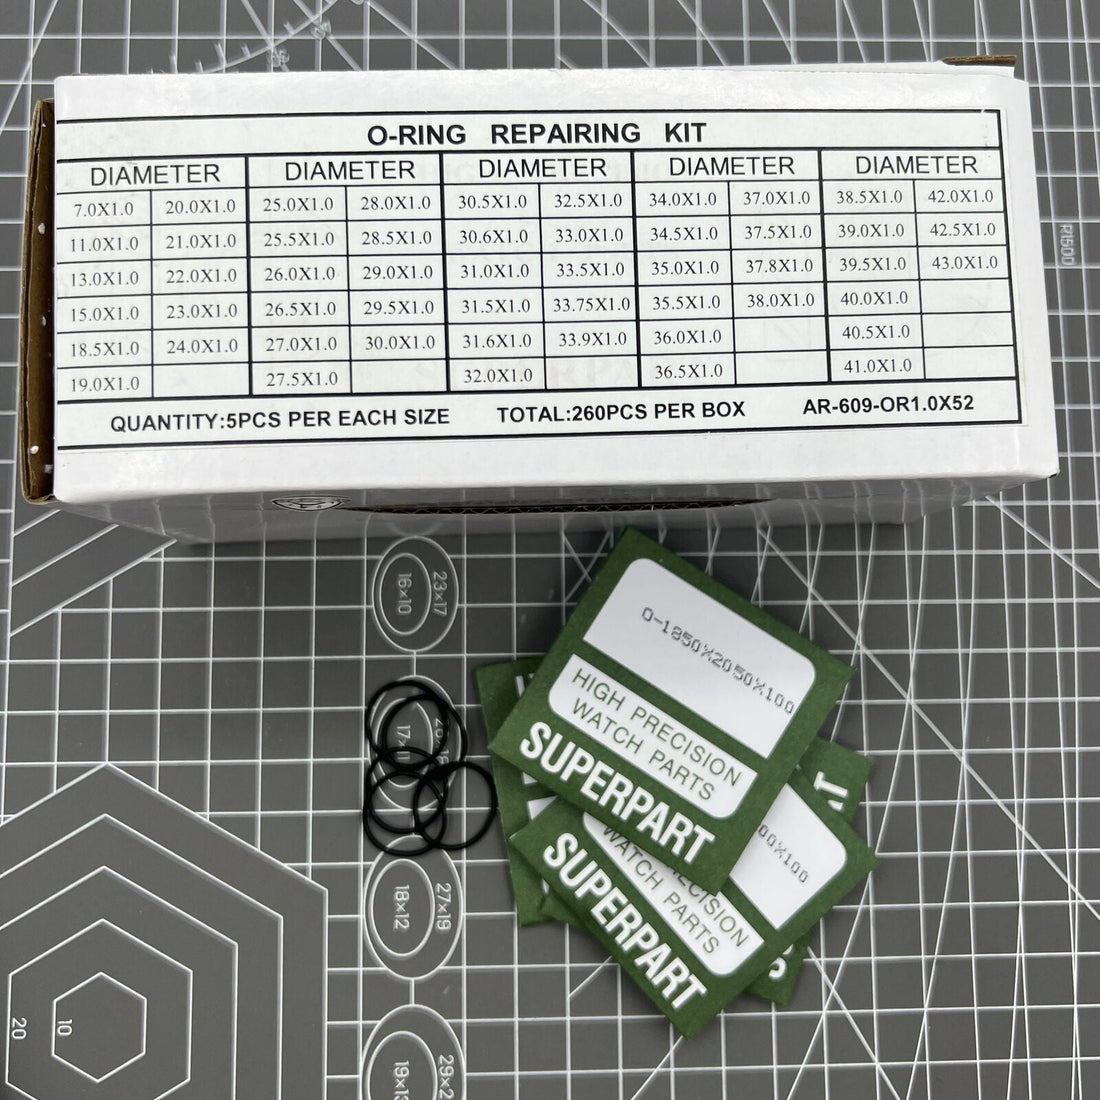 O-RING REPAIRING KIT
DIAMETER DIAMETER DIAMETER DIAMETER DIAMETER
7.0X1.0 20.0X1.0 25.0X1.0 28.0X1.0 30.5X1.0 32.5X1.0 34.0X1.0 37.0X1.0 38.5X1.0 42.0X1.0
11.0X1.0 21.0X1.0 25.5X1.0 28.5X1.0 30.6X1.0 33.0X1.0 34.5X1.0 37.5X1.0 39.0X1.0 42.5X1.0
13.0X1.0 22.0X1.0 26.0X1.0 29.0X1.0 31.0X1.0 33.5X1.0 35.0X1.0 37.8X1.0 39.5X1.0 43.0X1.0
15.0X1.0 23.0X1.0 26.5X1.0 29.5X1.0 31.5X1.0 33.75X1.0 35.5X1.0 38.0X1.0 40.0X1.0
18.5X1.0 24.0X1.0 27.0X1.0 30.0X1.0 31.6X1.0 33.9X1.0 36.0X1.0 40.5X1.0
19.0X1.0 27.5X1.0 32.0X1.0 36.5X1.0 41.0X1.0
QUANTITY:5PCS PER EACH SIZE TOTAL:260PCS PER BOX AR-609-OR1.0X52
R1500
16×10 23×17
O-1850X2050X100
HIGH PRECISION
WATCH PARTS
SUPERPART
00X100
WATCH PARTS
SUPERPART
18×12 27×19
20 10